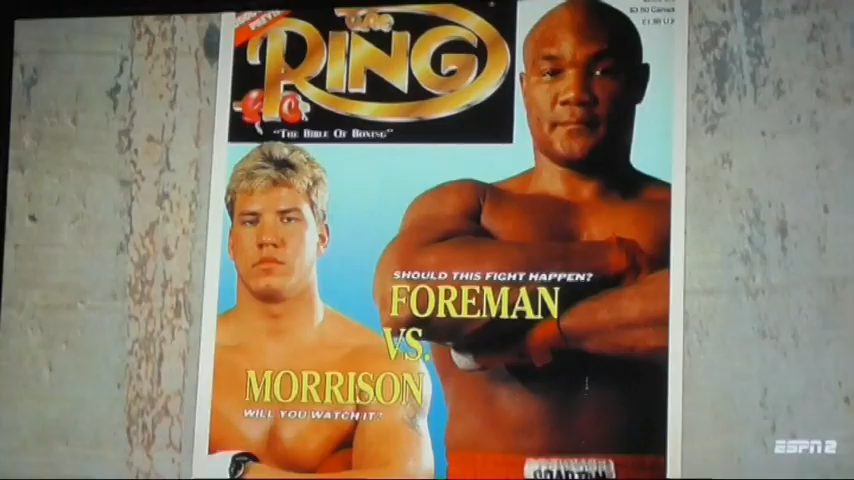 The
RING
"THE BIBLE OF BOXING"
SHOULD THIS FIGHT HAPPEN?
FOREMAN
VS.
MORRISON
WILL YOU WATCH IT?
ESPN2